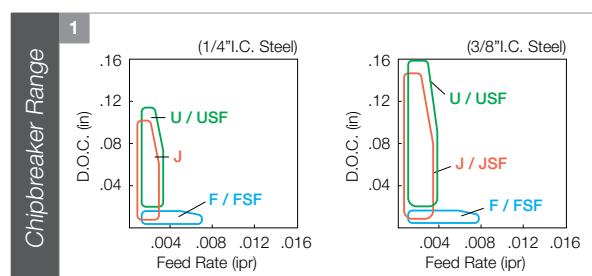 Chipbreaker Range
1
(1/4”I.C. Steel)
D.O.C. (in)
.16
.12
.08
.04
U / USF
J
F / FSF
.004 .008 .012 .016
Feed Rate (ipr)
(3/8”I.C. Steel)
D.O.C. (in)
.16
.12
.08
.04
U / USF
J / JSF
F / FSF
.004 .008 .012 .016
Feed Rate (ipr)